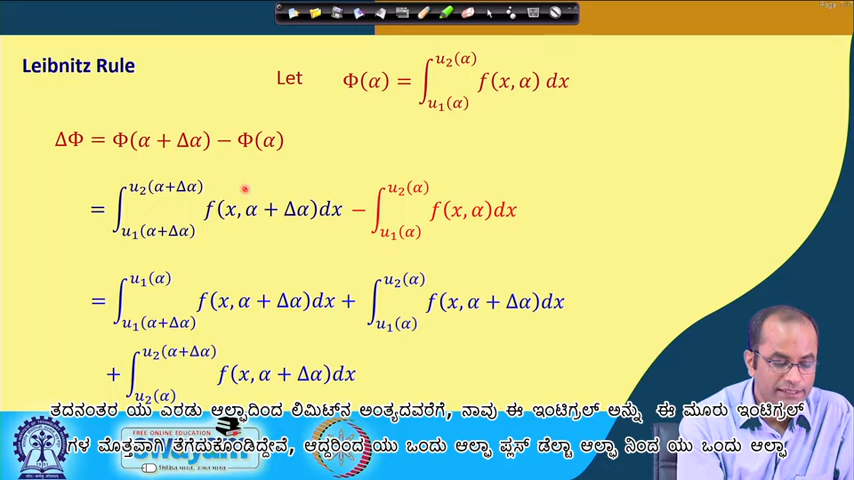 Leibnitz Rule
Let Φ(α) = ∫_{u₁(α)}^{u₂(α)} f(x, α) dx
ΔΦ = Φ(α + Δα) − Φ(α)
= ∫_{u₁(α+Δα)}^{u₂(α+Δα)} f(x, α + Δα)dx − ∫_{u₁(α)}^{u₂(α)} f(x, α)dx
= ∫_{u₁(α+Δα)}^{u₁(α)} f(x, α + Δα)dx + ∫_{u₁(α)}^{u₂(α)} f(x, α + Δα)dx
+ ∫_{u₂(α)}^{u₂(α+Δα)} f(x, α + Δα)dx
ತದನಂತರ ಯು ಎರಡು ಆಲ್ಫಾದಿಂದ ಲಿಮಿಟ್‌ನ ಅಂತ್ಯದವರೆಗೆ, ನಾವು ಈ ಇಂಟಿಗ್ರಲ್ ಅನ್ನು ಈ ಮೂರು ಇಂಟಿಗ್ರಲ್
ಗಳ ಮೊತ್ತವಾಗಿ ತೆಗೆದುಕೊಂಡಿದ್ದೇವೆ, ಆದ್ದರಿಂದ ಯು ಒಂದು ಆಲ್ಫಾ ಪ್ಲಸ್ ಡೆಲ್ಟಾ ಆಲ್ಫಾ ನಿಂದ ಯು ಒಂದು ಆಲ್ಫಾ
FREE ONLINE EDUCATION
swayam